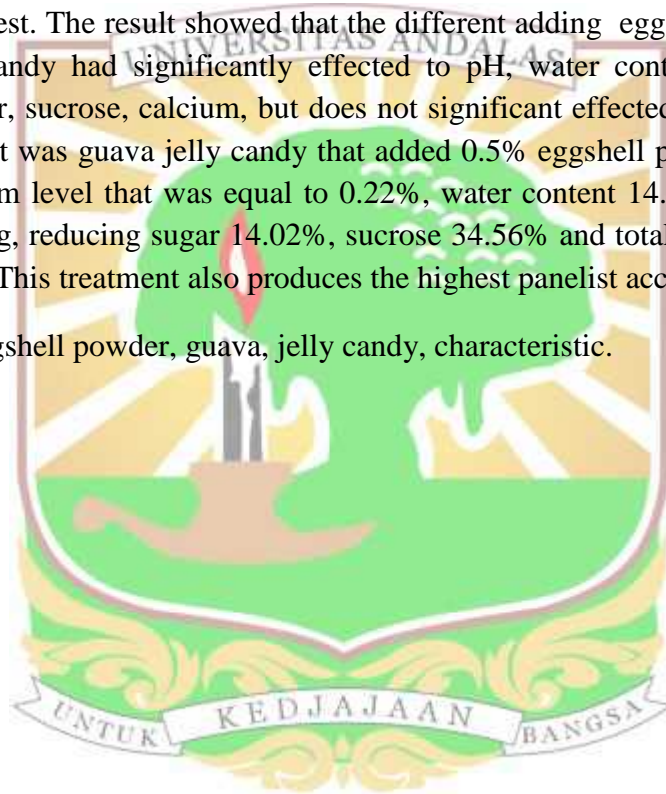 est. The result showed that the different adding egg
UNIVERSITAS ANDALAS
andy had significantly effected to pH, water cont
r, sucrose, calcium, but does not significant effected
t was guava jelly candy that added 0.5% eggshell p
m level that was equal to 0.22%, water content 14.
g, reducing sugar 14.02%, sucrose 34.56% and total
This treatment also produces the highest panelist acc
gshell powder, guava, jelly candy, characteristic.
UNTUK KEDJAJAAN BANGSA